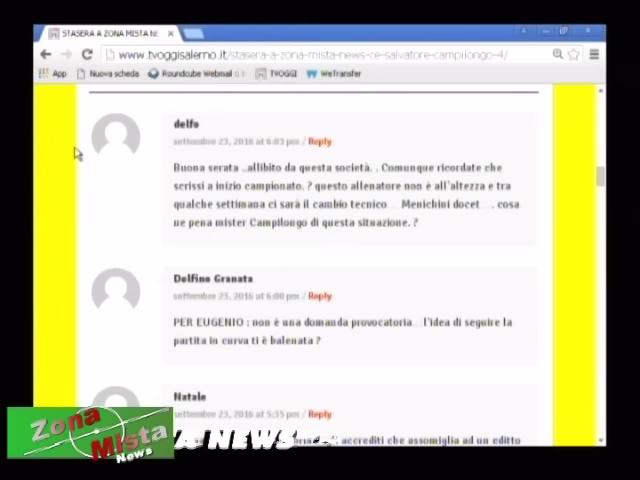 STASERA A ZONA MISTA NE
www.tvoggisalerno.it/stasera-a-zona-mista-news-ce-salvatore-campilongo-4/
App Nuova scheda Roundcube Webmail TVOGGI WeTransfer
delfo
settembre 23, 2016 at 6:03 pm / Reply
Buona serata ..allibito da questa società. . Comunque ricordate che
scrissi a inizio campionato. ? questo allenatore non è all'altezza e tra
qualche settimana ci sarà il cambio tecnico Menichini docet . cosa
ne pena mister Campilongo di questa situazione. ?
Delfino Granata
settembre 23, 2016 at 6:00 pm / Reply
PER EUGENIO : non è una domanda provocatoria l'idea di seguire la
partita in curva ti è balenata ?
Natale
settembre 23, 2016 at 5:35 pm / Reply
accrediti che assomiglia ad un editto
Zona
Mista
News
NEWS